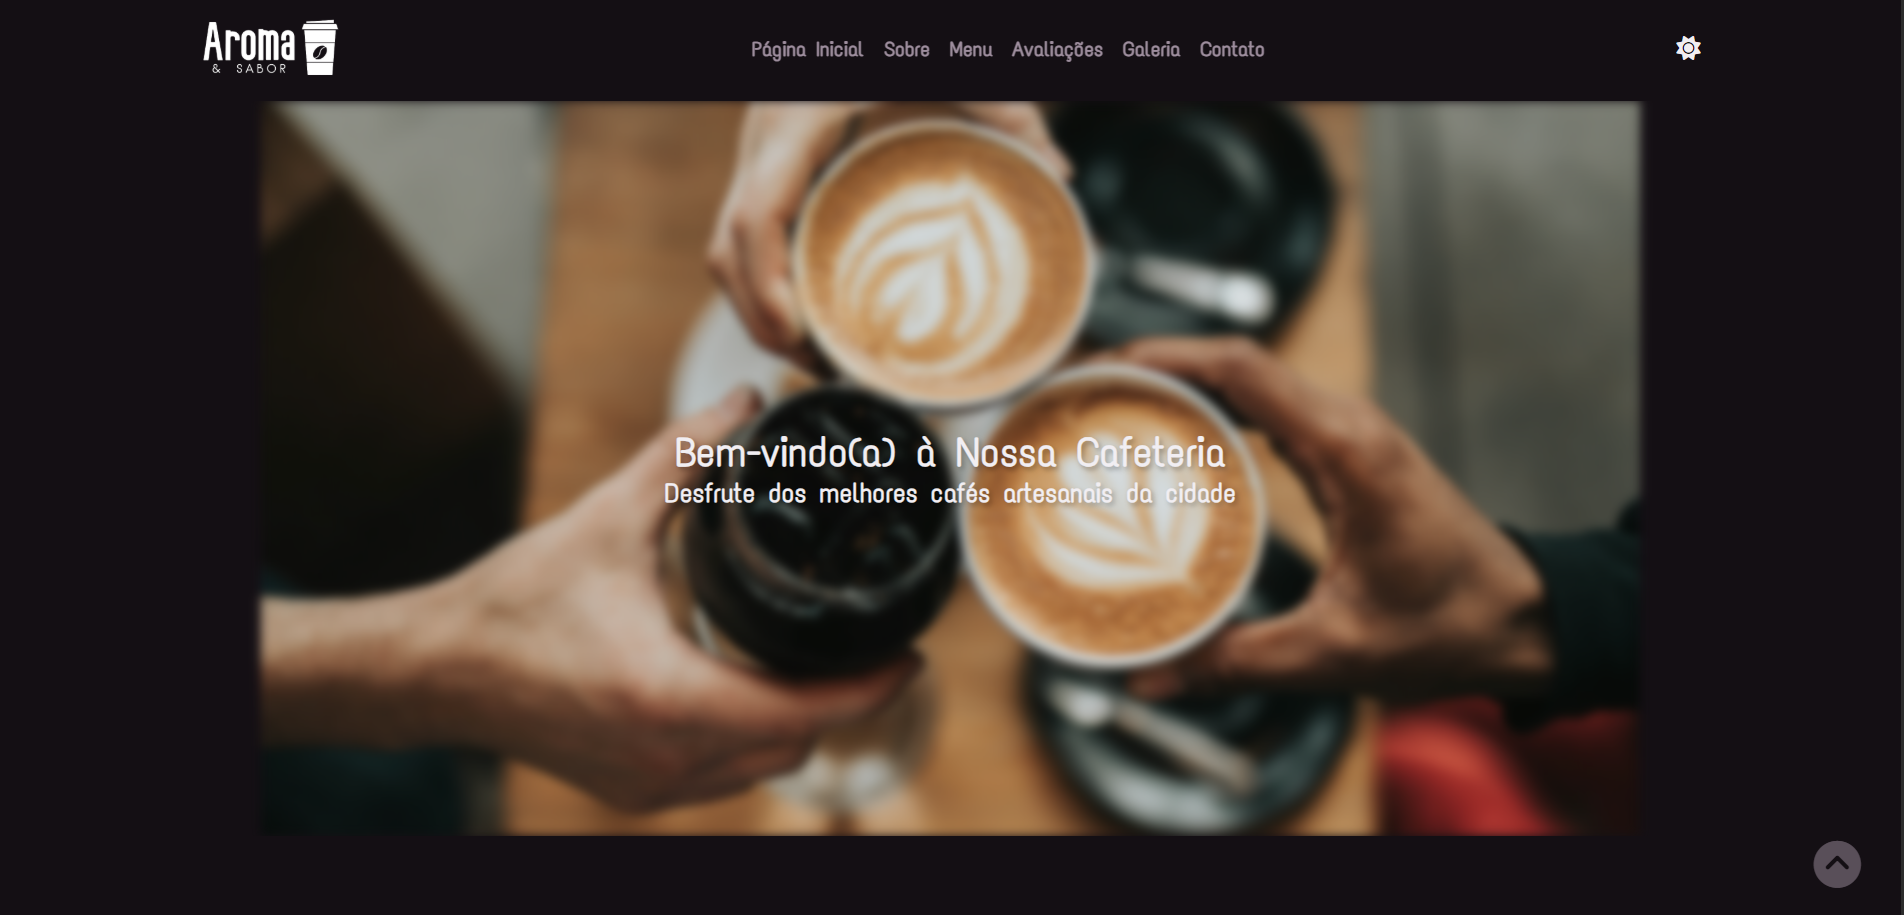 Aroma
& SABOR
Página Inicial Sobre Menu Avaliações Galeria Contato
Bem-vindo(a) à Nossa Cafeteria
Desfrute dos melhores cafés artesanais da cidade